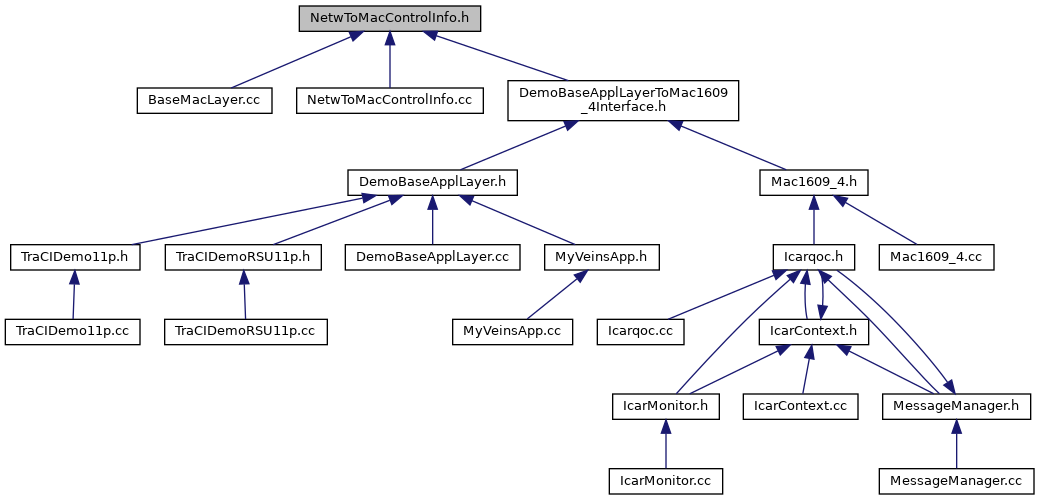 NetwToMacControlInfo.h
BaseMacLayer.cc
NetwToMacControlInfo.cc
DemoBaseApplLayerToMac1609
_4Interface.h
DemoBaseApplLayer.h
Mac1609_4.h
TraCIDemo11p.h
TraCIDemoRSU11p.h
DemoBaseApplLayer.cc
MyVeinsApp.h
Icarqoc.h
Mac1609_4.cc
TraCIDemo11p.cc
TraCIDemoRSU11p.cc
MyVeinsApp.cc
Icarqoc.cc
IcarContext.h
IcarMonitor.h
IcarContext.cc
MessageManager.h
IcarMonitor.cc
MessageManager.cc